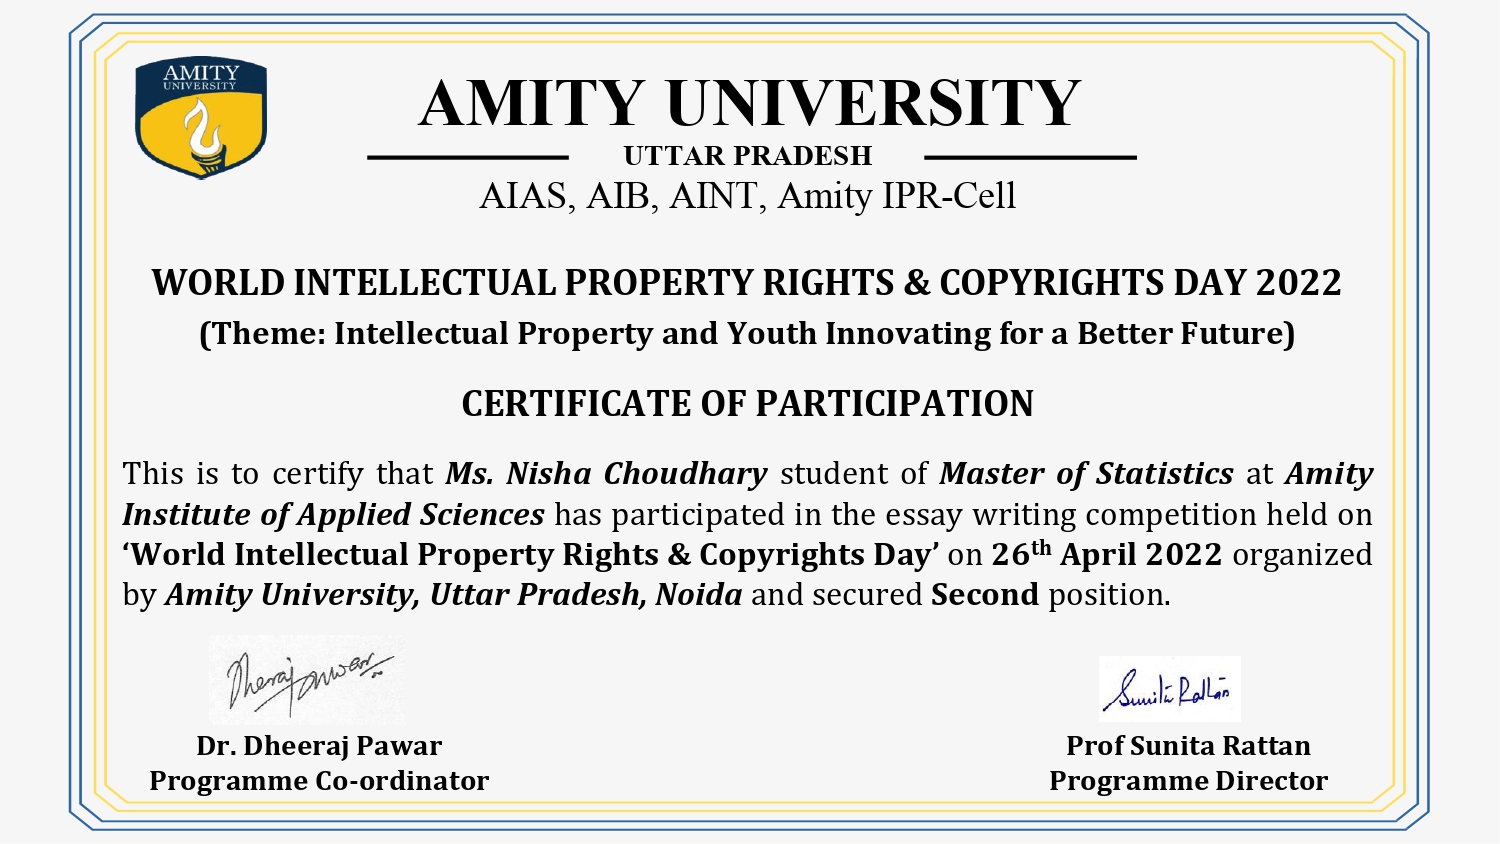 AMITY
UNIVERSITY
AMITY UNIVERSITY
UTTAR PRADESH
AIAS, AIB, AINT, Amity IPR-Cell
WORLD INTELLECTUAL PROPERTY RIGHTS & COPYRIGHTS DAY 2022
(Theme: Intellectual Property and Youth Innovating for a Better Future)
CERTIFICATE OF PARTICIPATION
This is to certify that Ms. Nisha Choudhary student of Master of Statistics at Amity
Institute of Applied Sciences has participated in the essay writing competition held on
‘World Intellectual Property Rights & Copyrights Day’ on 26th April 2022 organized
by Amity University, Uttar Pradesh, Noida and secured Second position.
Dheeraj Pawar
Sunita Rattan
Dr. Dheeraj Pawar
Prof Sunita Rattan
Programme Co-ordinator
Programme Director